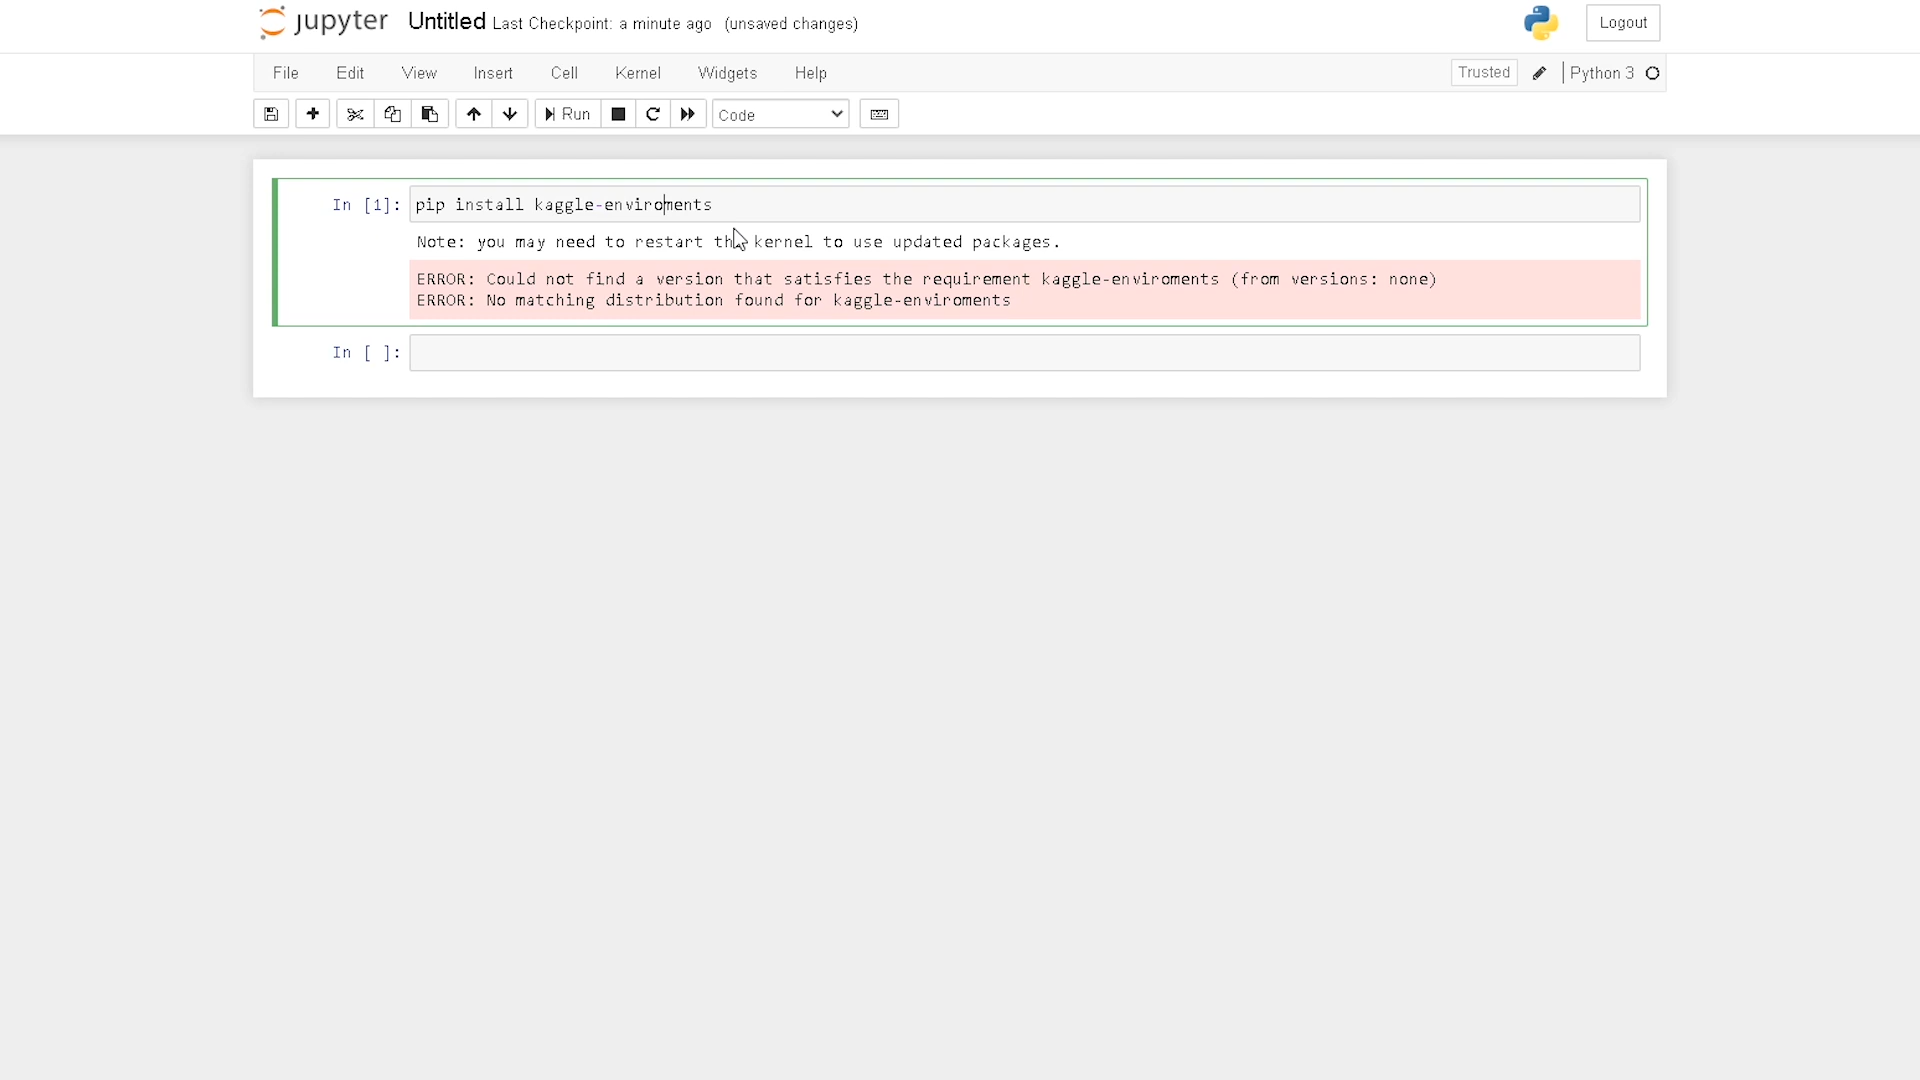 jupyter Untitled Last Checkpoint: a minute ago (unsaved changes) Logout
File Edit View Insert Cell Kernel Widgets Help Trusted Python 3
Run Code
In [1]: pip install kaggle-enviroments
Note: you may need to restart the kernel to use updated packages.
ERROR: Could not find a version that satisfies the requirement kaggle-enviroments (from versions: none)
ERROR: No matching distribution found for kaggle-enviroments
In [ ]: